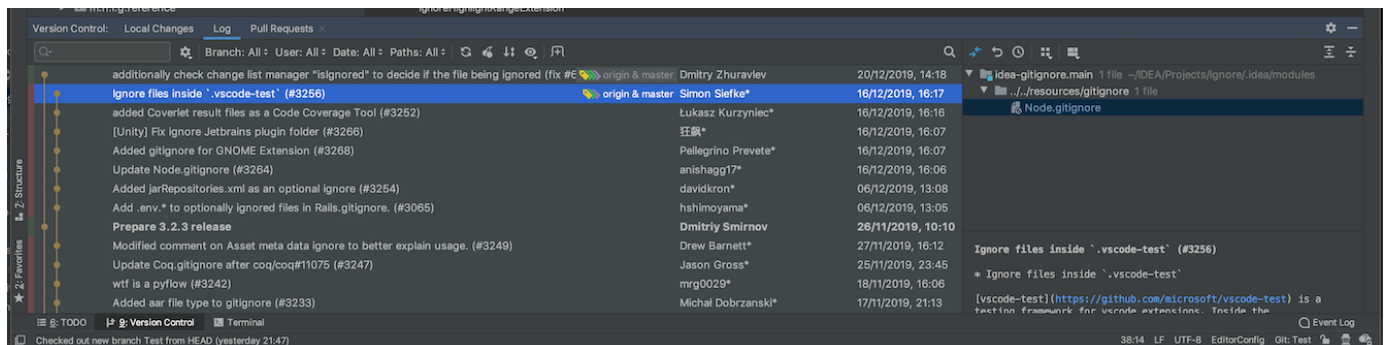 m.m.i.g.reference
IgnoreHighlightRangeExtension
Version Control: Local Changes Log Pull Requests ×
Branch: All User: All Date: All Paths: All
additionally check change list manager "isIgnored" to decide if the file being ignored (fix #6 origin & master Dmitry Zhuravlev 20/12/2019, 14:18
Ignore files inside `.vscode-test` (#3256) origin & master Simon Siefke* 16/12/2019, 16:17
added Coverlet result files as a Code Coverage Tool (#3252) Łukasz Kurzyniec* 16/12/2019, 16:16
[Unity] Fix ignore Jetbrains plugin folder (#3266) 狂飙* 16/12/2019, 16:07
Added gitignore for GNOME Extension (#3268) Pellegrino Prevete* 16/12/2019, 16:07
Update Node.gitignore (#3264) anishagg17* 16/12/2019, 16:06
Added jarRepositories.xml as an optional ignore (#3254) davidkron* 06/12/2019, 13:08
Add .env.* to optionally ignored files in Rails.gitignore. (#3065) hshimoyama* 06/12/2019, 13:05
Prepare 3.2.3 release Dmitriy Smirnov 26/11/2019, 10:10
Modified comment on Asset meta data ignore to better explain usage. (#3249) Drew Barnett* 27/11/2019, 16:12
Update Coq.gitignore after coq/coq#11075 (#3247) Jason Gross* 25/11/2019, 23:45
wtf is a pyflow (#3242) mrg0029* 18/11/2019, 16:06
Added aar file type to gitignore (#3233) Michał Dobrzanski* 17/11/2019, 21:13
idea-gitignore.main 1 file ~/IDEA/Projects/ignore/.idea/modules
../../resources/gitignore 1 file
Node.gitignore
Ignore files inside `.vscode-test` (#3256)
* Ignore files inside `.vscode-test`
[vscode-test](https://github.com/microsoft/vscode-test) is a
testing framework for vscode extensions. Inside the
Z: Structure
2: Favorites
6: TODO 9: Version Control Terminal Event Log
Checked out new branch Test from HEAD (yesterday 21:47) 38:14 LF UTF-8 EditorConfig Git: Test